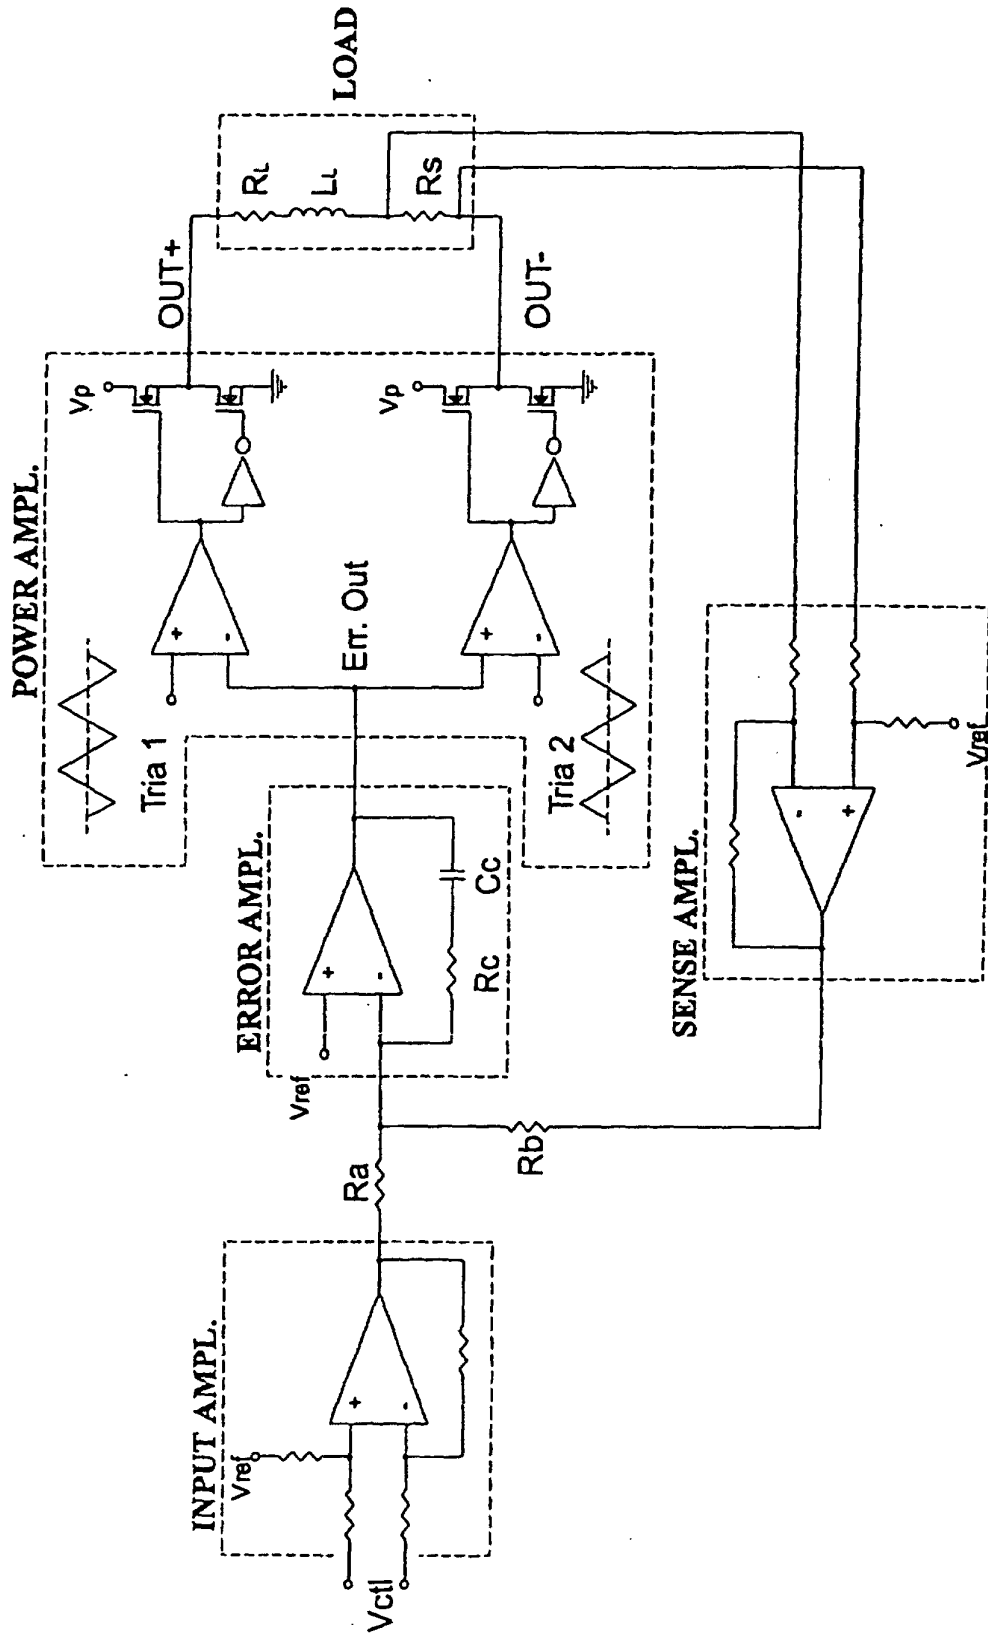 INPUT AMPL.
Vref
+
-
Vctl
Ra
Rb
ERROR AMPL.
Vref
+
-
Rc
Cc
POWER AMPL.
Tria 1
Tria 2
+
-
+
-
Err. Out
Vp
Vp
OUT+
OUT-
LOAD
RL
LL
Rs
SENSE AMPL.
-
+
Vref